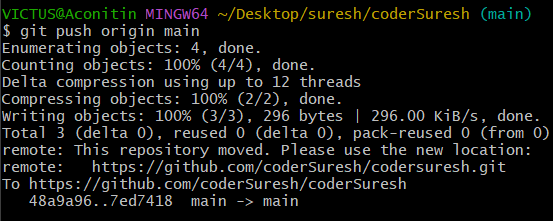 VICTUS@Aconitin MINGW64 ~/Desktop/suresh/coderSuresh (main)
$ git push origin main
Enumerating objects: 4, done.
Counting objects: 100% (4/4), done.
Delta compression using up to 12 threads
Compressing objects: 100% (2/2), done.
Writing objects: 100% (3/3), 296 bytes | 296.00 KiB/s, done.
Total 3 (delta 0), reused 0 (delta 0), pack-reused 0 (from 0)
remote: This repository moved. Please use the new location:
remote:   https://github.com/coderSuresh/codersuresh.git
To https://github.com/coderSuresh/coderSuresh
   48a9a96..7ed7418  main -> main